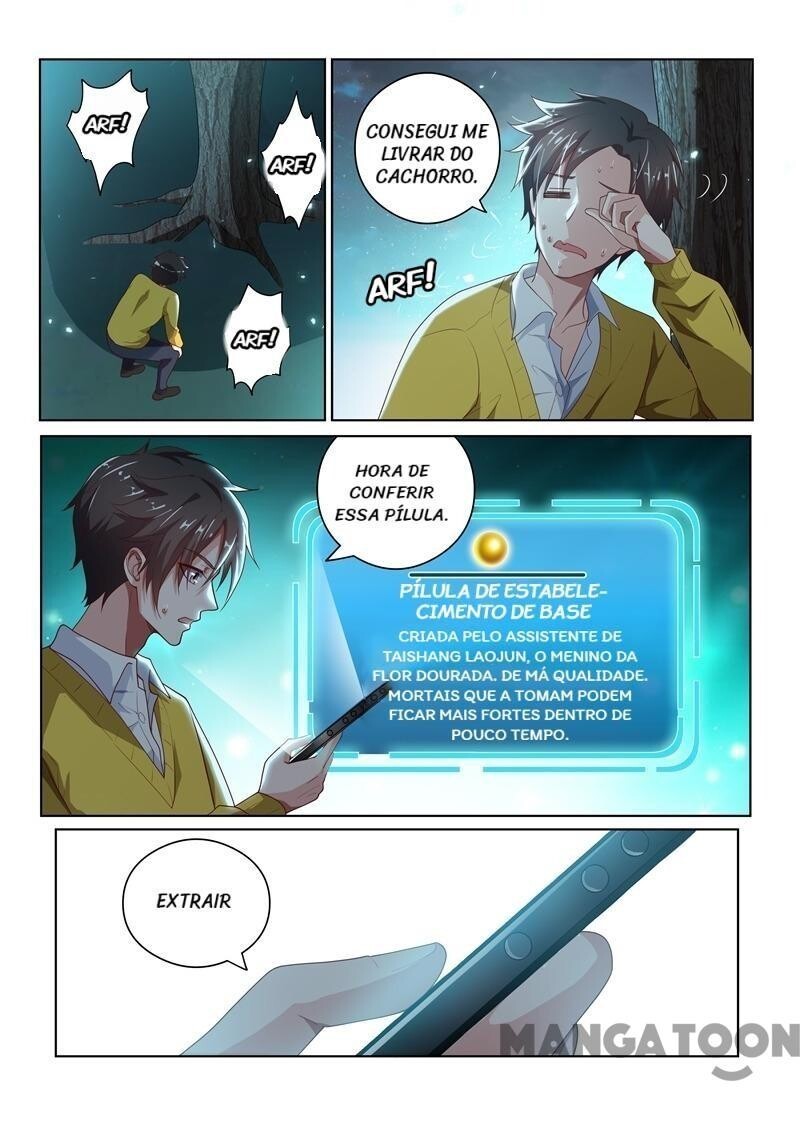 ARF!
ARF!
ARF!
CONSEGUI ME
LIVRAR DO
CACHORRO.
ARF!
HORA DE
CONFERIR
ESSA PÍLULA.
PÍLULA DE ESTABELE-
CIMENTO DE BASE
CRIADA PELO ASSISTENTE DE
TAISHANG LAOJUN, O MENINO DA
FLOR DOURADA. DE MÁ QUALIDADE.
MORTAIS QUE A TOMAM PODEM
FICAR MAIS FORTES DENTRO DE
POUCO TEMPO.
EXTRAIR
MANGATOON